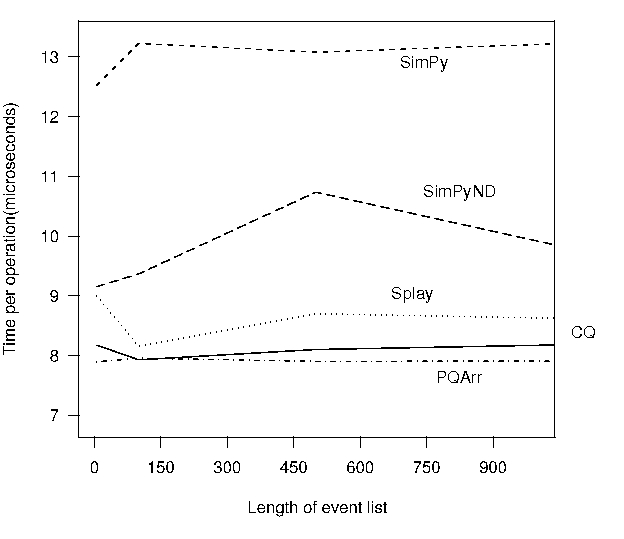 13
SimPy
12
11
SimPyND
10
Time per operation(microseconds)
9
Splay
CQ
8
PQArr
7
0 150 300 450 600 750 900
Length of event list